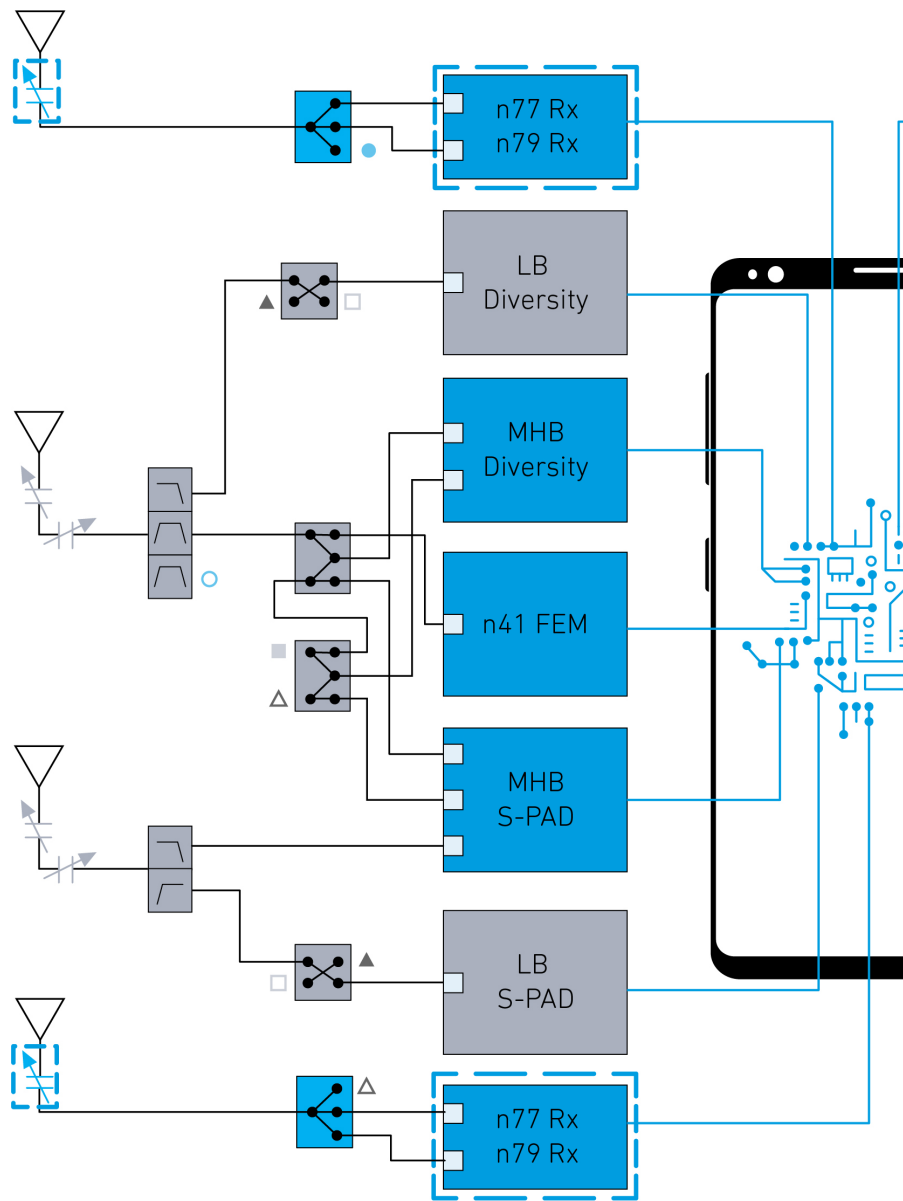 n77 Rx
n79 Rx
LB
Diversity
MHB
Diversity
n41 FEM
MHB
S-PAD
LB
S-PAD
n77 Rx
n79 Rx